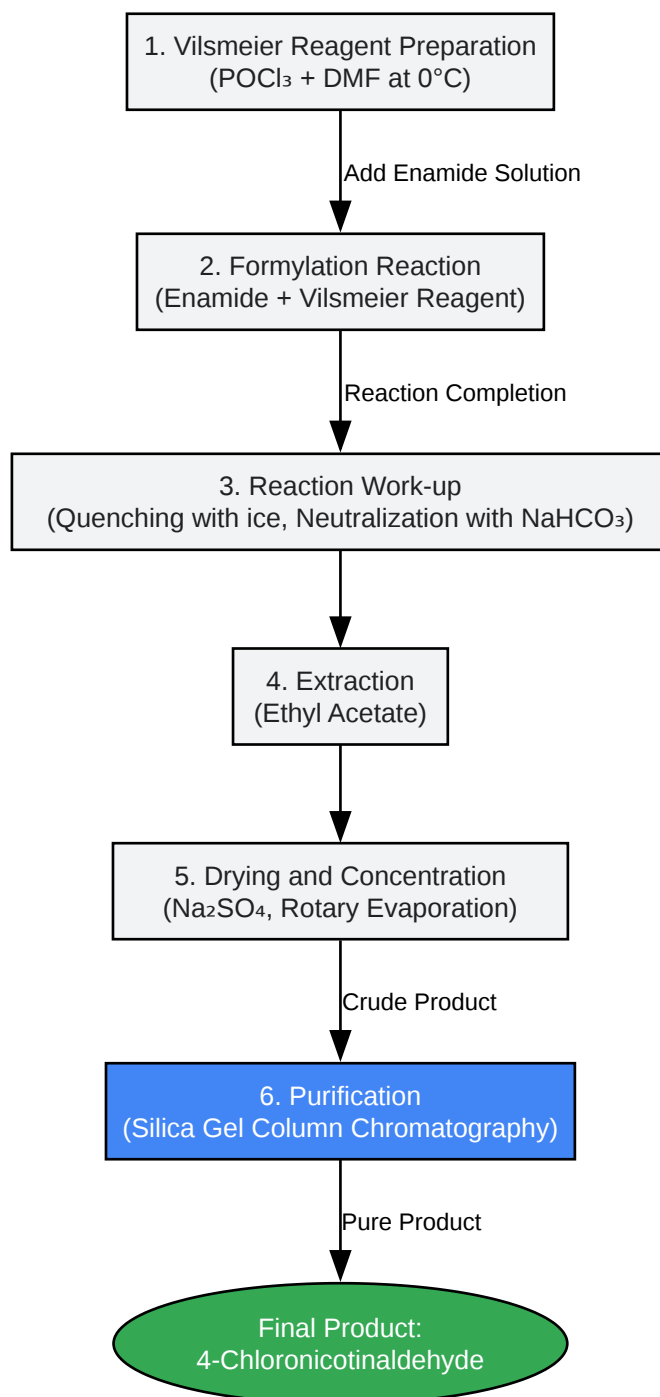 1. Vilsmeier Reagent Preparation
(POCl₃ + DMF at 0°C)
Add Enamide Solution
2. Formylation Reaction
(Enamide + Vilsmeier Reagent)
Reaction Completion
3. Reaction Work-up
(Quenching with ice, Neutralization with NaHCO₃)
4. Extraction
(Ethyl Acetate)
5. Drying and Concentration
(Na₂SO₄, Rotary Evaporation)
Crude Product
6. Purification
(Silica Gel Column Chromatography)
Pure Product
Final Product:
4-Chloronicotinaldehyde